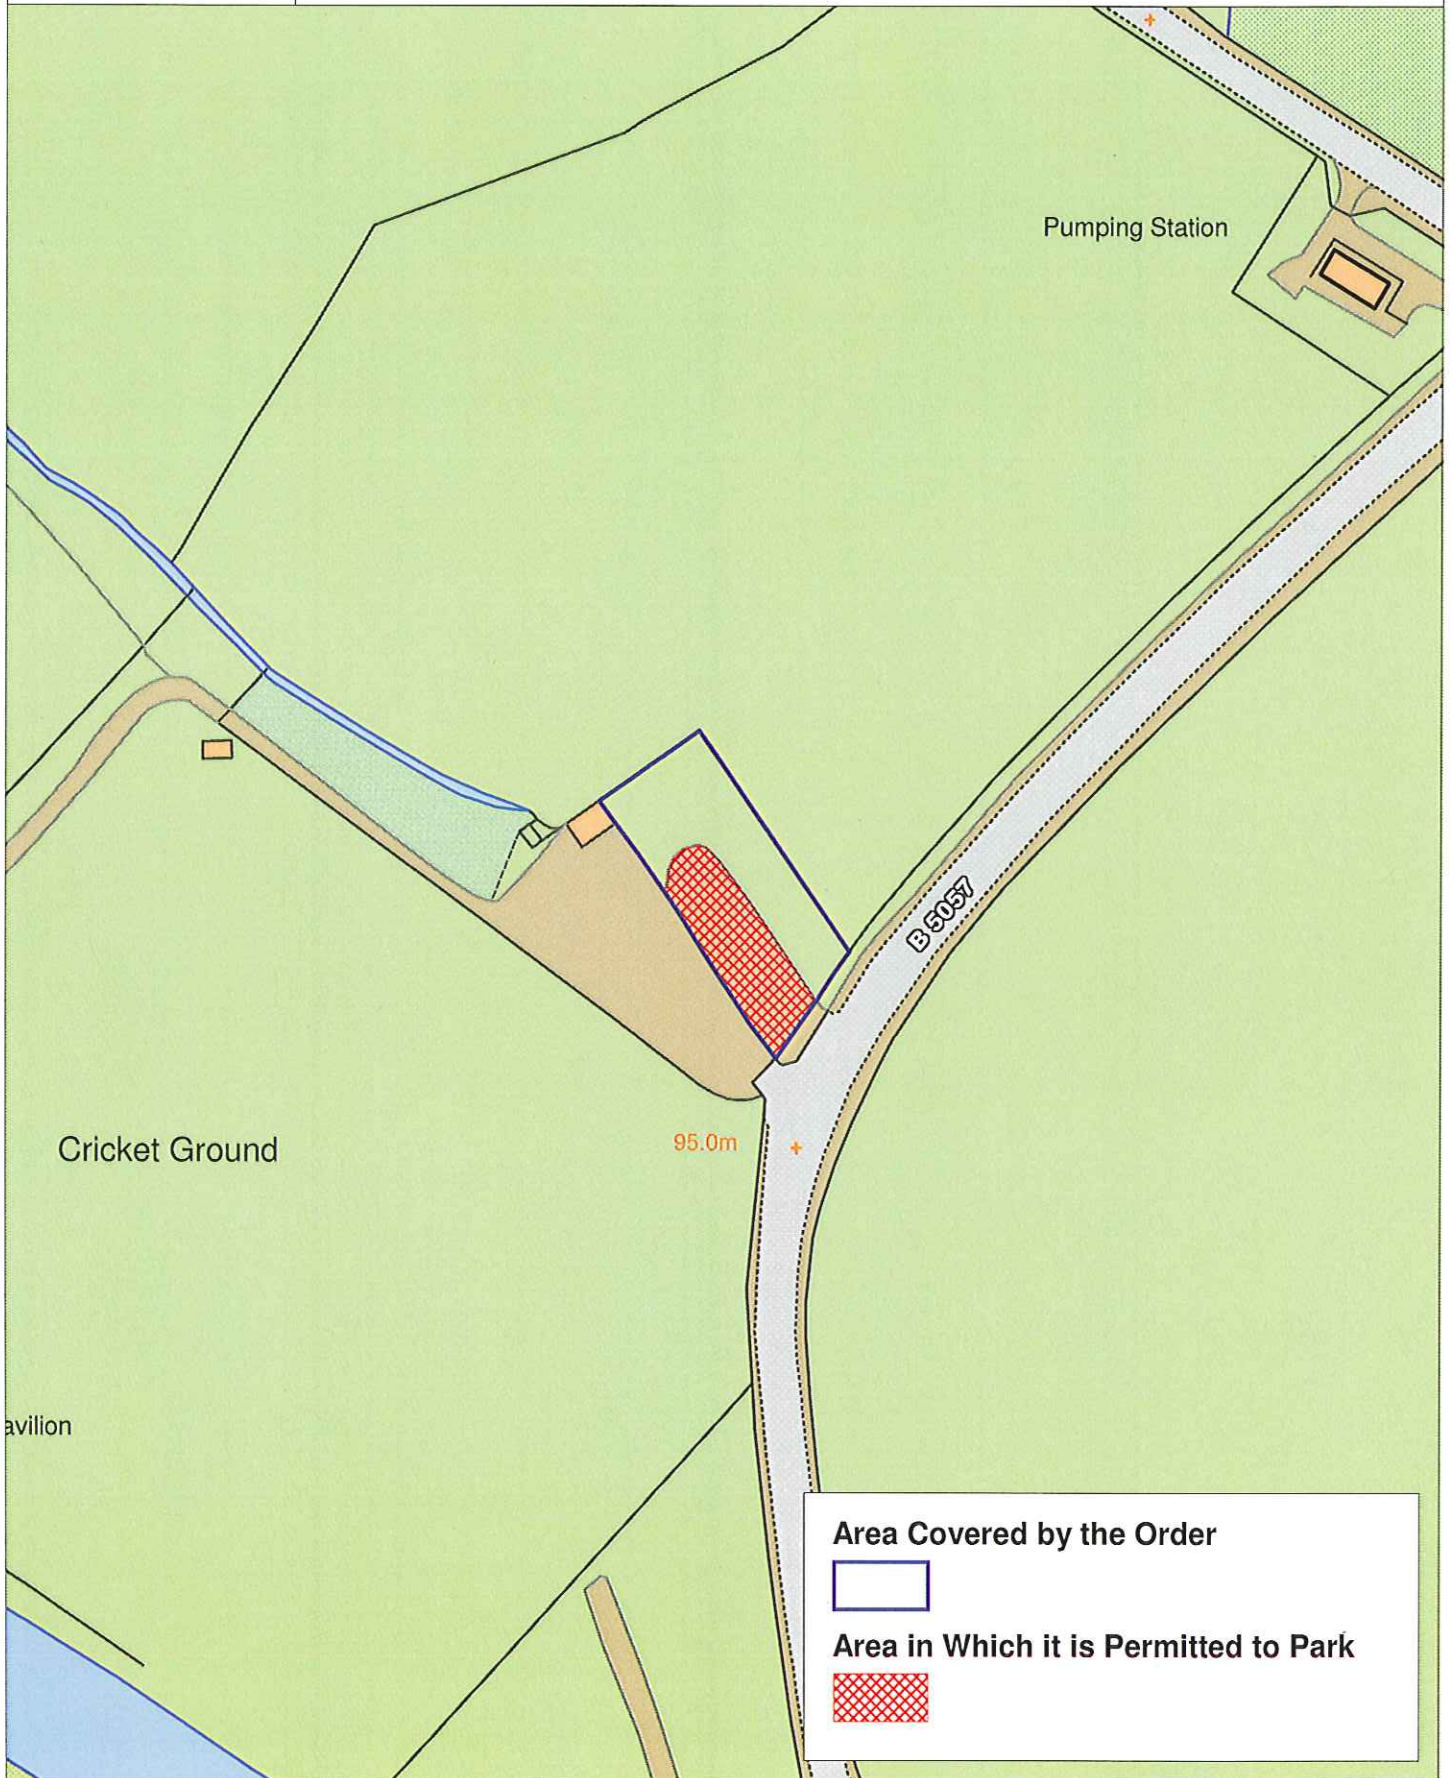 Pumping Station
B 5057
95.0m
Cricket Ground
avilion
Area Covered by the Order
Area in Which it is Permitted to Park